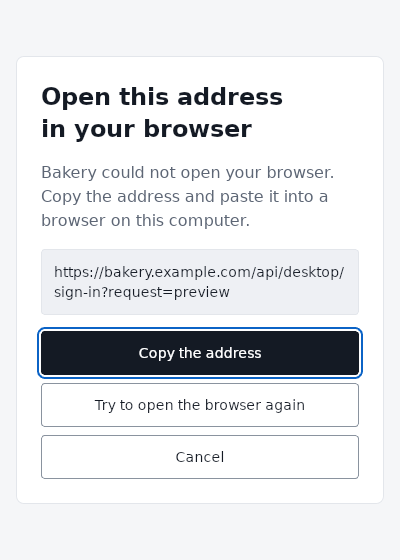 Open this address
in your browser
Bakery could not open your browser.
Copy the address and paste it into a
browser on this computer.
https://bakery.example.com/api/desktop/
sign-in?request=preview
Copy the address
Try to open the browser again
Cancel